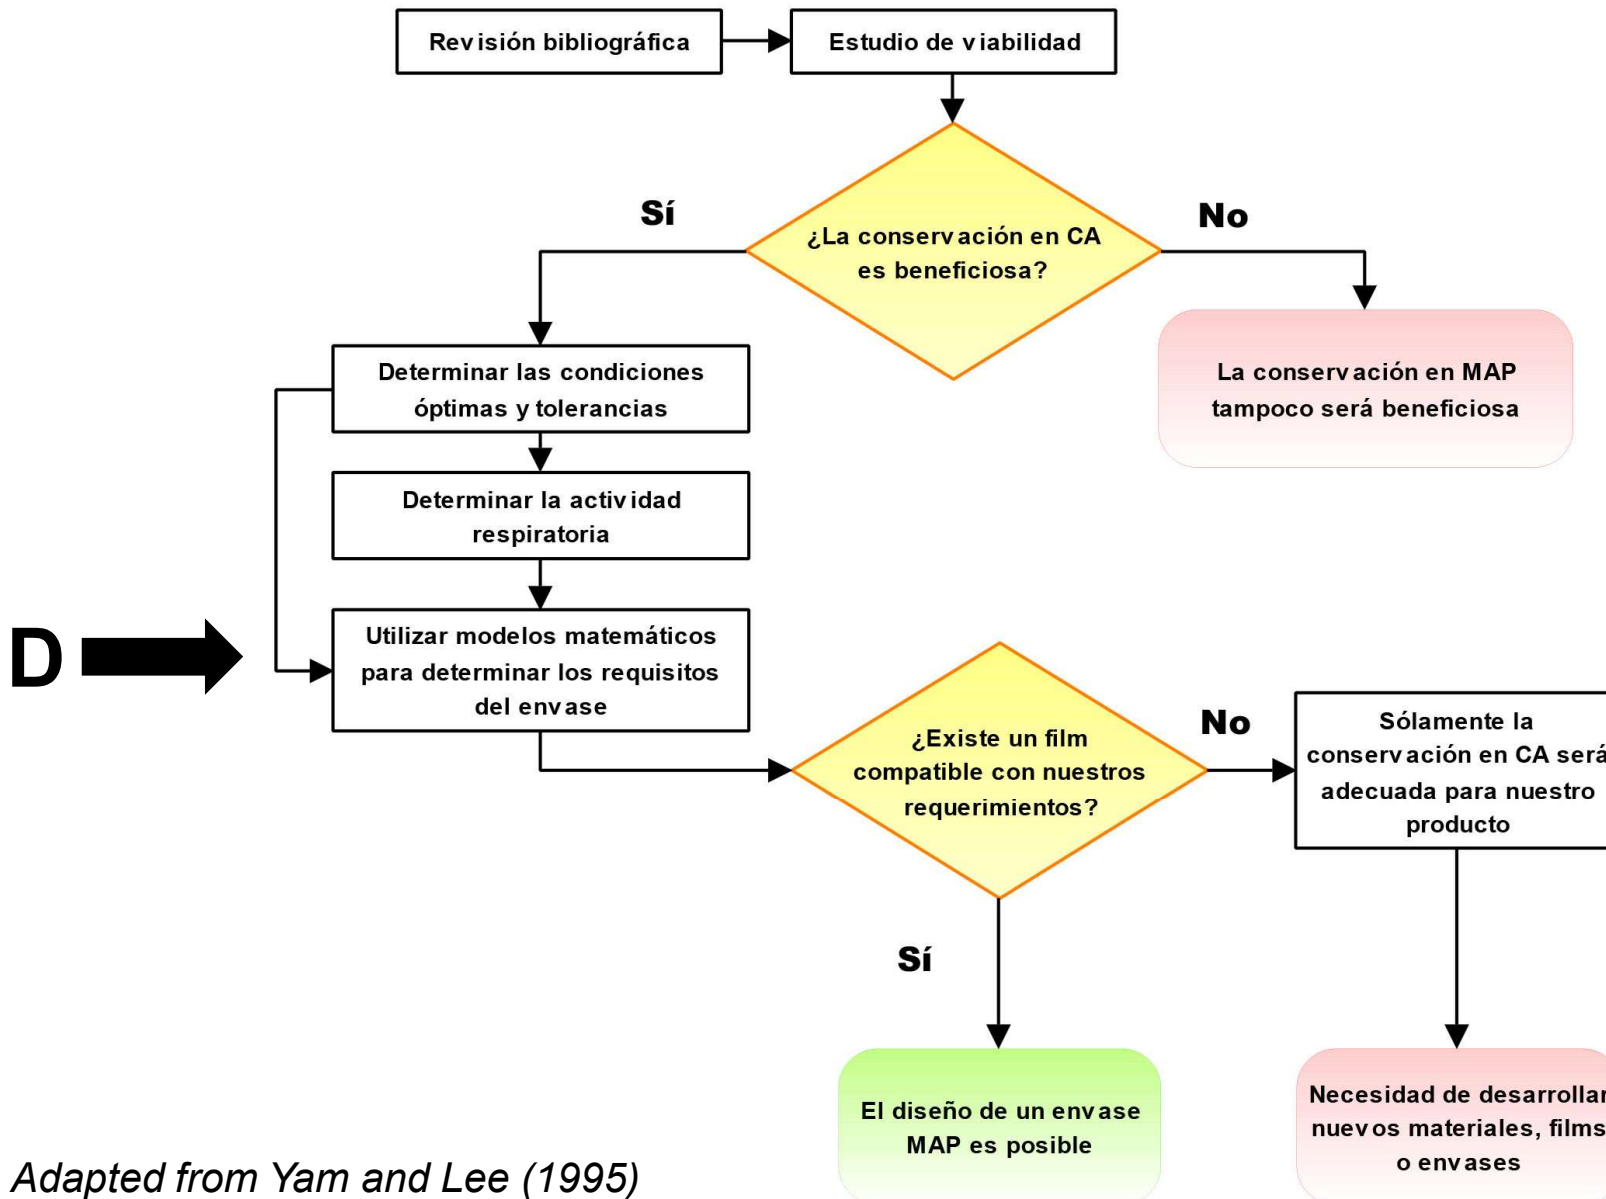 Revisión bibliográfica
Estudio de viabilidad
¿La conservación en CA
es beneficiosa?
Sí
No
Determinar las condiciones
óptimas y tolerancias
La conservación en MAP
tampoco será beneficiosa
Determinar la actividad
respiratoria
D
Utilizar modelos matemáticos
para determinar los requisitos
del envase
¿Existe un film
compatible con nuestros
requerimientos?
No
Sólamente la
conservación en CA será
adecuada para nuestro
producto
Sí
El diseño de un envase
MAP es posible
Necesidad de desarrollar
nuevos materiales, films
o envases
Adapted from Yam and Lee (1995)